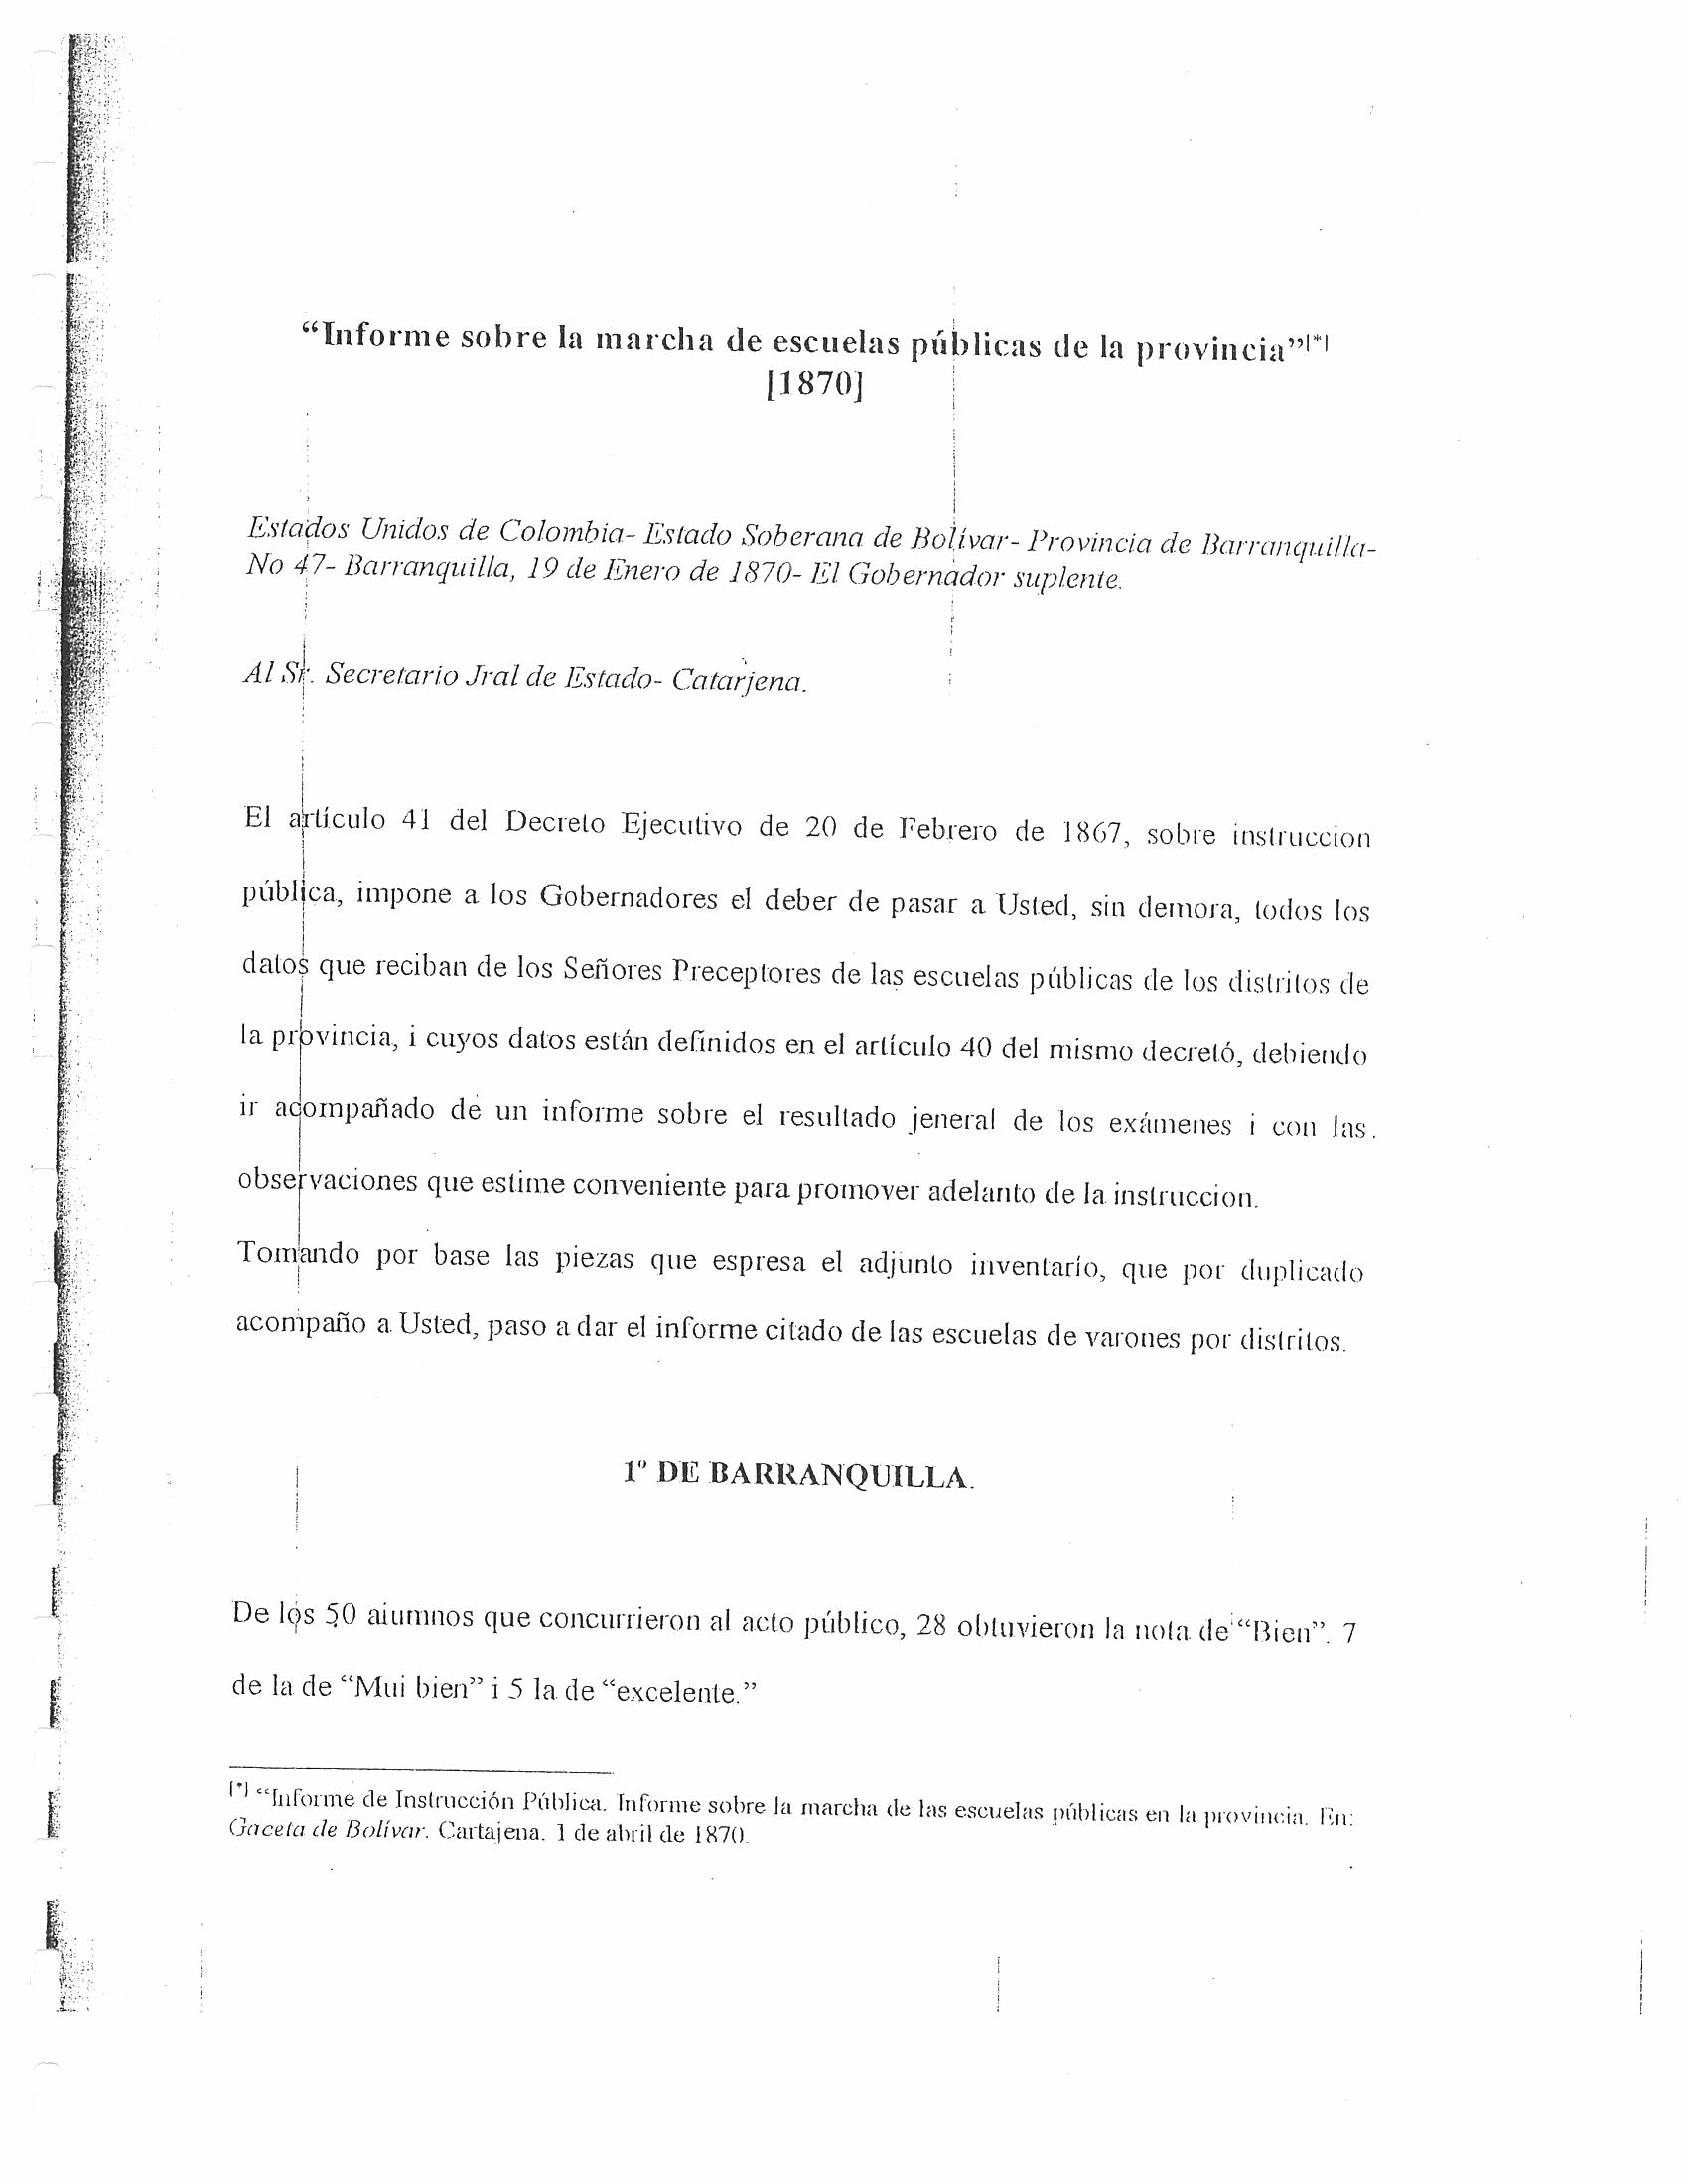 “Informe sobre la marcha de escuelas públicas de la provincia”[*]
[1870]
Estados Unidos de Colombia- Estado Soberana de Bolívar- Provincia de Barranquilla-
No 47- Barranquilla, 19 de Enero de 1870- El Gobernador suplente.
Al Sr. Secretario Jral de Estado- Catarjena.
El artículo 41 del Decreto Ejecutivo de 20 de Febrero de 1867, sobre instruccion
pública, impone a los Gobernadores el deber de pasar a Usted, sin demora, todos los
datos que reciban de los Señores Preceptores de las escuelas públicas de los distritos de
la provincia, i cuyos datos están definidos en el artículo 40 del mismo decretó, debiendo
ir acompañado de un informe sobre el resultado jeneral de los exámenes i con las.
observaciones que estime conveniente para promover adelanto de la instruccion.
Tomando por base las piezas que espresa el adjunto inventarío, que por duplicado
acompaño a Usted, paso a dar el informe citado de las escuelas de varones por distritos.
1º DE BARRANQUILLA.
De los 50 alumnos que concurrieron al acto público, 28 obtuvieron la nota de “Bien”. 7
de la de “Mui bien” i 5 la de “excelente.”
[*] “Informe de Instrucción Pública. Informe sobre la marcha de las escuelas públicas en la provincia. En:
Gaceta de Bolívar. Cartajena. 1 de abril de 1870.